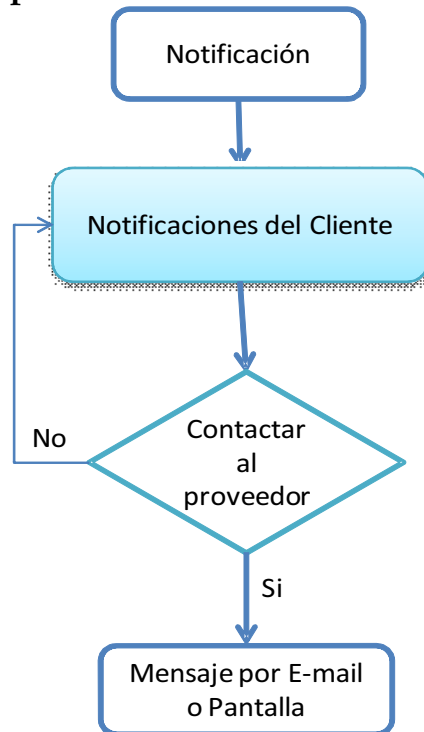 Notificación
Notificaciones del Cliente
No
Contactar
al
proveedor
Si
Mensaje por E-mail
o Pantalla